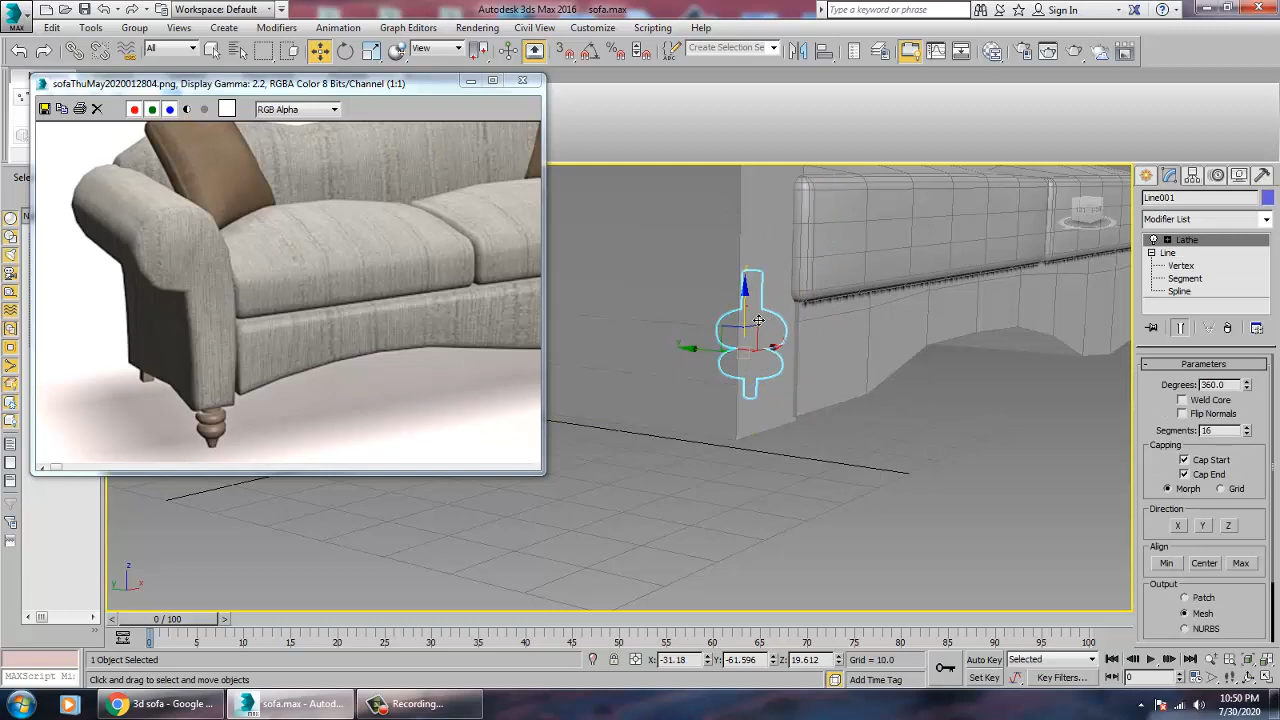 Workspace: Default
Autodesk 3ds Max 2016    sofa.max
Type a keyword or phrase
Sign In
MAX
Edit Tools Group Views Create Modifiers Animation Graph Editors Rendering Civil View Customize Scripting Help
All
View
Create Selection Se
sofaThuMay2020012804.png, Display Gamma: 2.2, RGBA Color 8 Bits/Channel (1:1)
RGB Alpha
Sele
N
Line001
Modifier List
Lathe
Line
Vertex
Segment
Spline
Parameters
Degrees: 360.0
Weld Core
Flip Normals
Segments: 16
Capping
Cap Start
Cap End
Morph Grid
Direction
X Y Z
Align
Min Center Max
Output
Patch
Mesh
NURBS
z
y x
0 / 100
0 5 10 15 20 25 30 35 40 45 50 55 60 65 70 75 80 85 90 95 100
1 Object Selected
X: -31.18 Y: -61.596 Z: 19.612 Grid = 10.0
Auto Key Selected
MAXScript Mi:
Click and drag to select and move objects
Add Time Tag
Set Key Key Filters...
0
3d sofa - Google ...
sofa.max - Autod...
Recording...
10:50 PM
7/30/2020